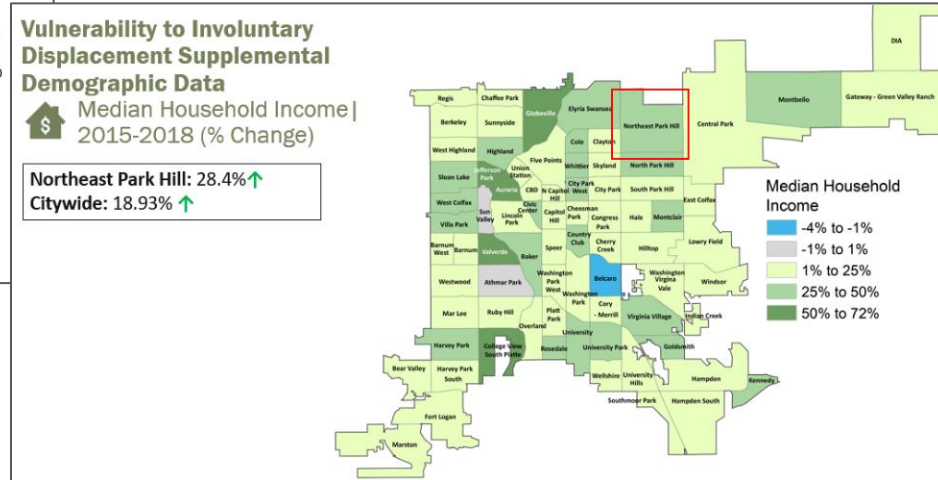 Vulnerability to Involuntary
Displacement Supplemental
Demographic Data
$
Median Household Income|
2015-2018 (% Change)
Northeast Park Hill: 28.4%↑
Citywide: 18.93% ↑
DIA
Regis
Chaffee Park
Globeville
Elyria Swansea
Northeast Park Hill
Central Park
Montbello
Gateway - Green Valley Ranch
Berkeley
Sunnyside
West Highland
Highland
Cole
Clayton
Five Points
Jefferson
Park
Union
Station
Whittier
Skyland
North Park Hill
Sloan Lake
Auraria
CBD
N Capitol
Hill
City Park
West
City Park
South Park Hill
West Colfax
Sun
Valley
Lincoln
Park
Civic
Center
Capitol
Hill
Cheesman
Park
Congress
Park
Hale
Montclair
East Colfax
Villa Park
Barnum
West
Barnum
Valverde
Baker
Speer
Country
Club
Cherry
Creek
Hilltop
Lowry Field
Westwood
Athmar Park
Washington
Park
West
Washington
Park
Belcaro
Washington
Virginia
Vale
Windsor
Mar Lee
Ruby Hill
Overland
Platt
Park
Cory
- Merrill
Virginia Village
Indian Creek
Harvey Park
College View
South Platte
Rosedale
University
University Park
Goldsmith
Bear Valley
Harvey Park
South
Wellshire
University
Hills
Hampden
Kennedy
Southmoor Park
Hampden South
Fort Logan
Marston
Median Household
Income
-4% to -1%
-1% to 1%
1% to 25%
25% to 50%
50% to 72%